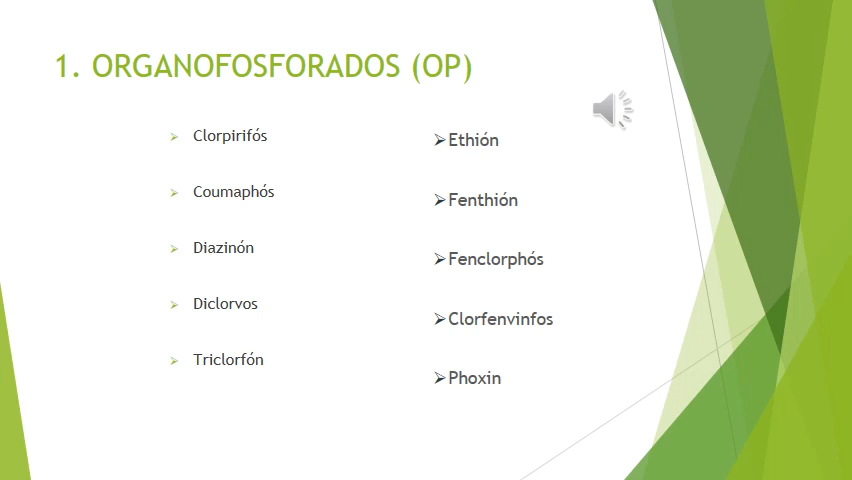 1. ORGANOFOSFORADOS (OP)
Clorpirifós
Coumaphós
Diazinón
Diclorvos
Triclorfón
Ethión
Fenthión
Fenclorphós
Clorfenvinfos
Phoxin